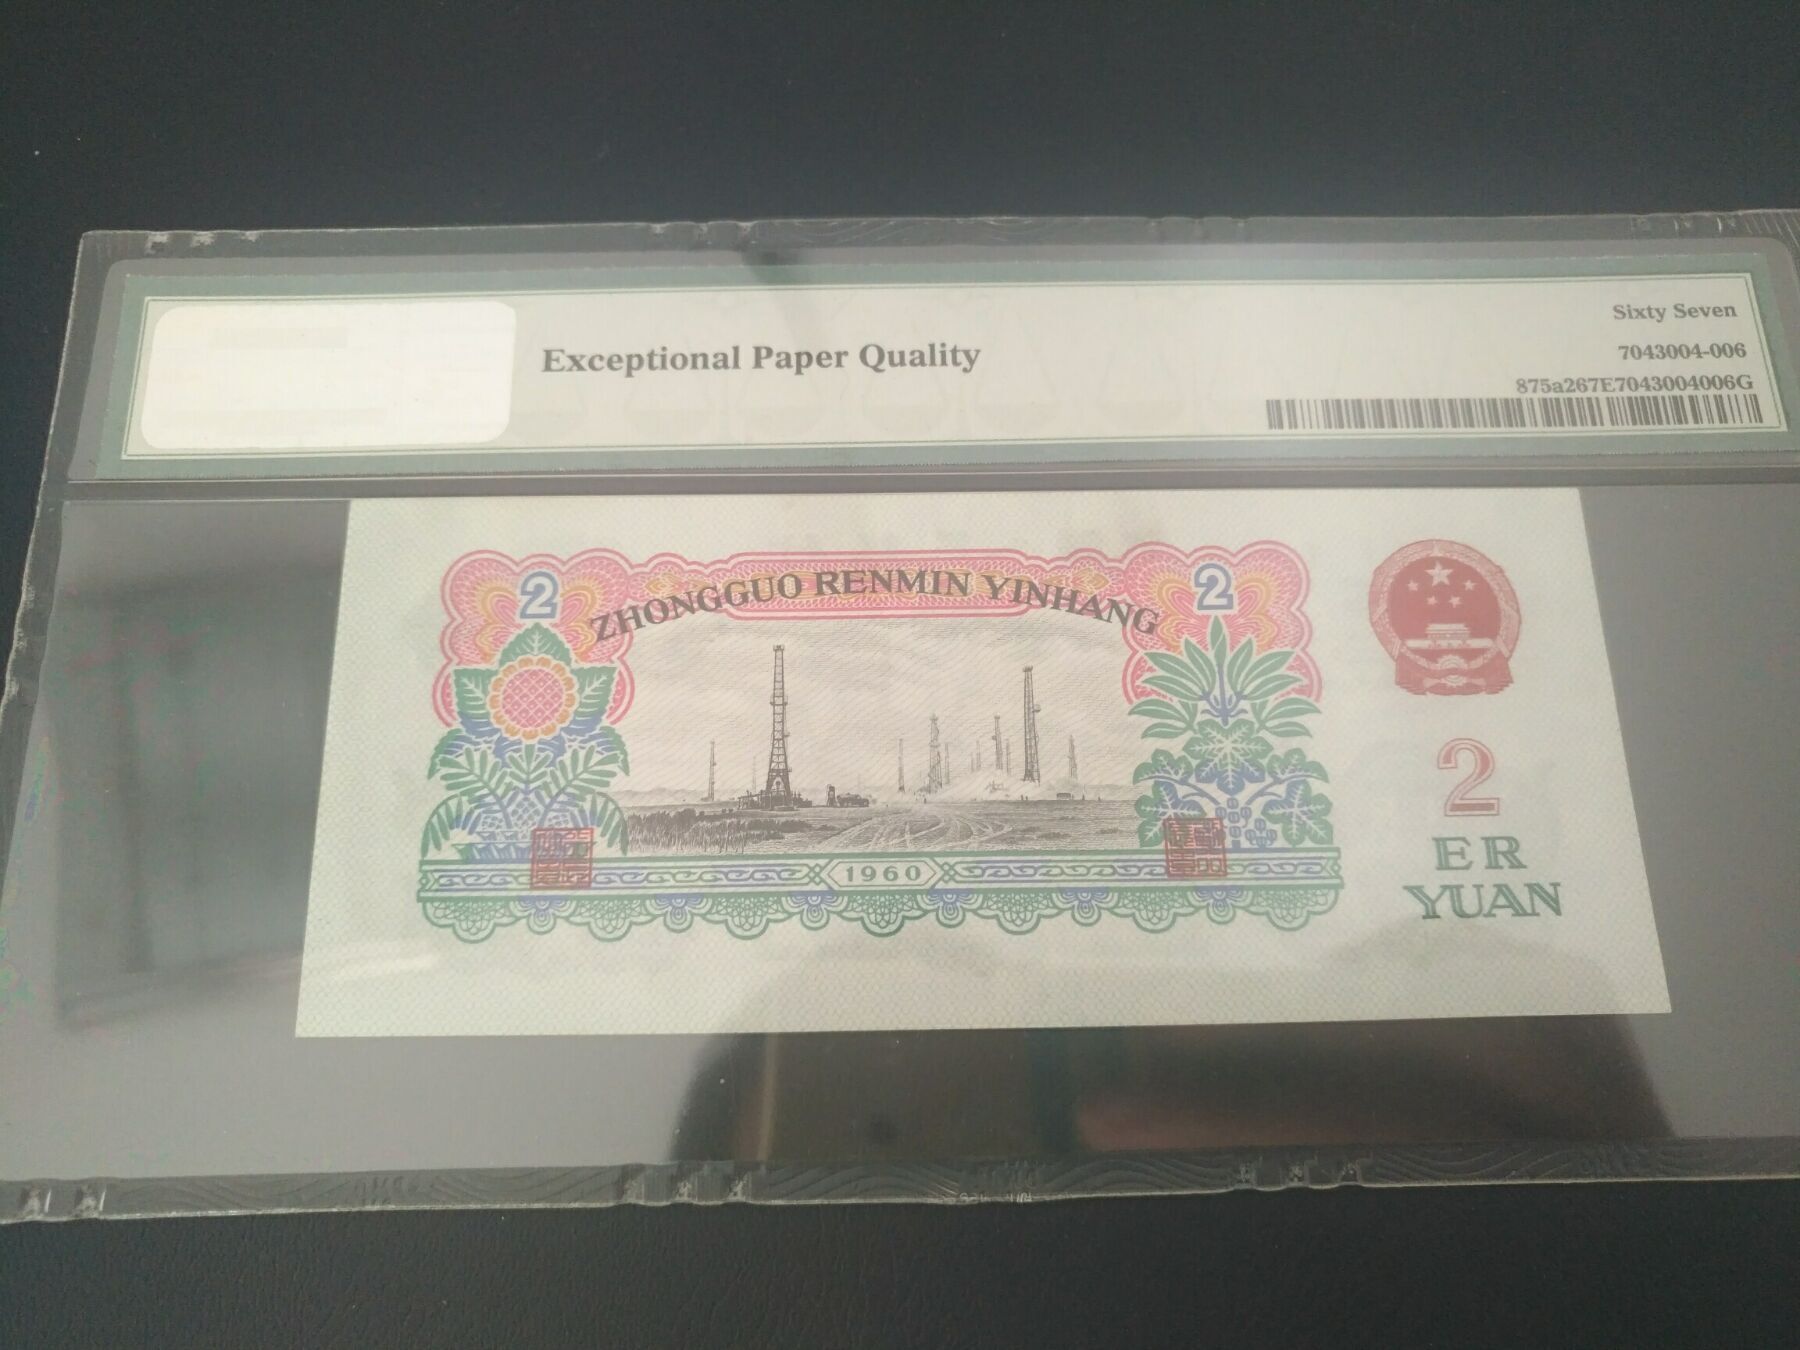 Sixty Seven
Exceptional Paper Quality
7043004-006
875a267E7043004006G
2
ZHONGGUO RENMIN YINHANG
2
2
ER
YUAN
1960